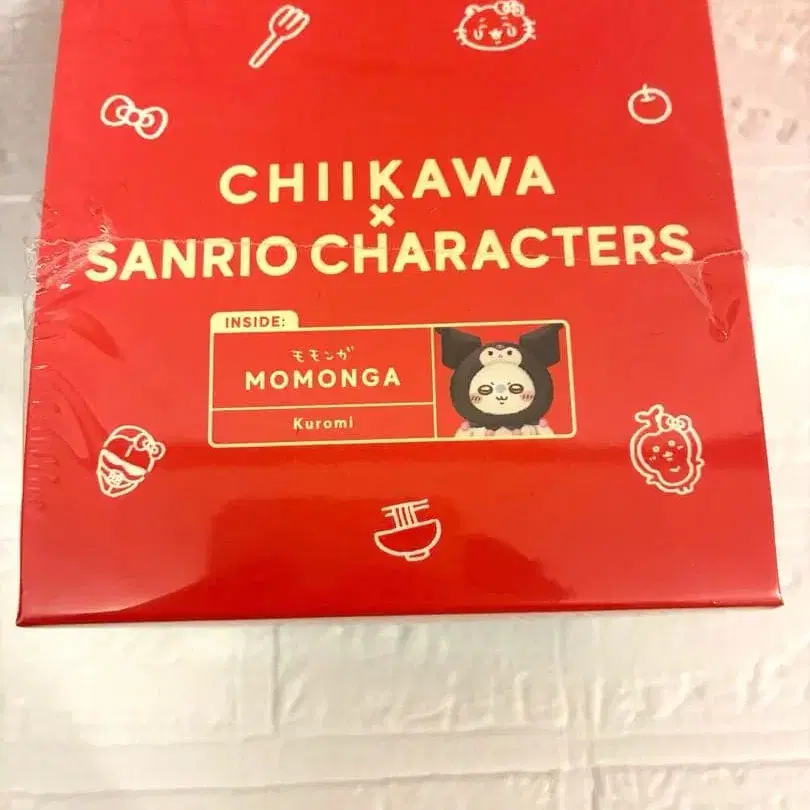 CHIIKAWA
×
SANRIO CHARACTERS
INSIDE:
モモンガ
MOMONGA
Kuromi